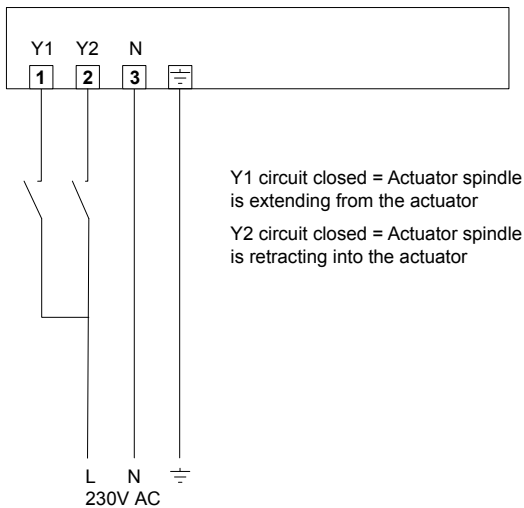 Y1 Y2 N
1 2 3
Y1 circuit closed = Actuator spindle
is extending from the actuator
Y2 circuit closed = Actuator spindle
is retracting into the actuator
L N
230V AC